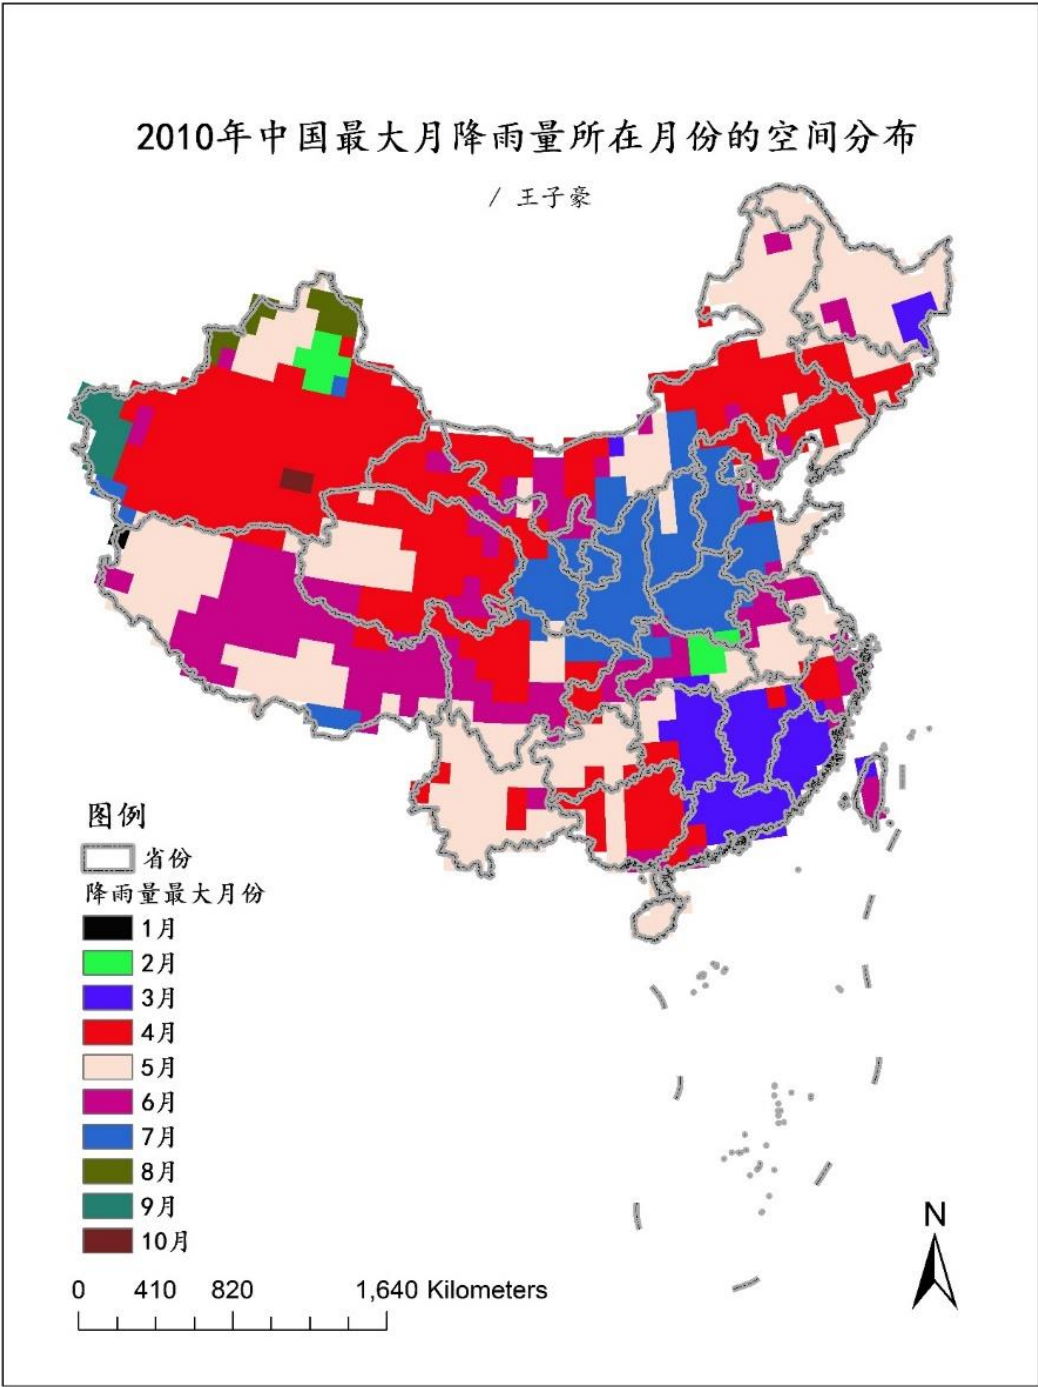 2010年中国最大月降雨量所在月份的空间分布
/ 王子豪
图例
省份
降雨量最大月份
1月
2月
3月
4月
5月
6月
7月
8月
9月
10月
0 410 820 1,640 Kilometers
N